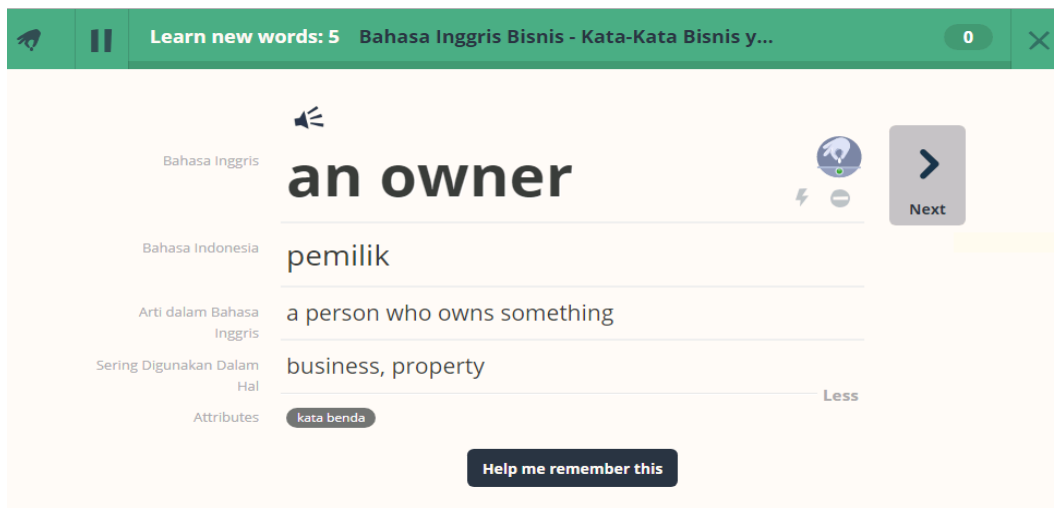 Learn new words: 5 Bahasa Inggris Bisnis - Kata-Kata Bisnis y... 0
Bahasa Inggris
an owner
Next
Bahasa Indonesia
pemilik
Arti dalam Bahasa
Inggris
a person who owns something
Sering Digunakan Dalam
Hal
business, property
Less
Attributes
kata benda
Help me remember this